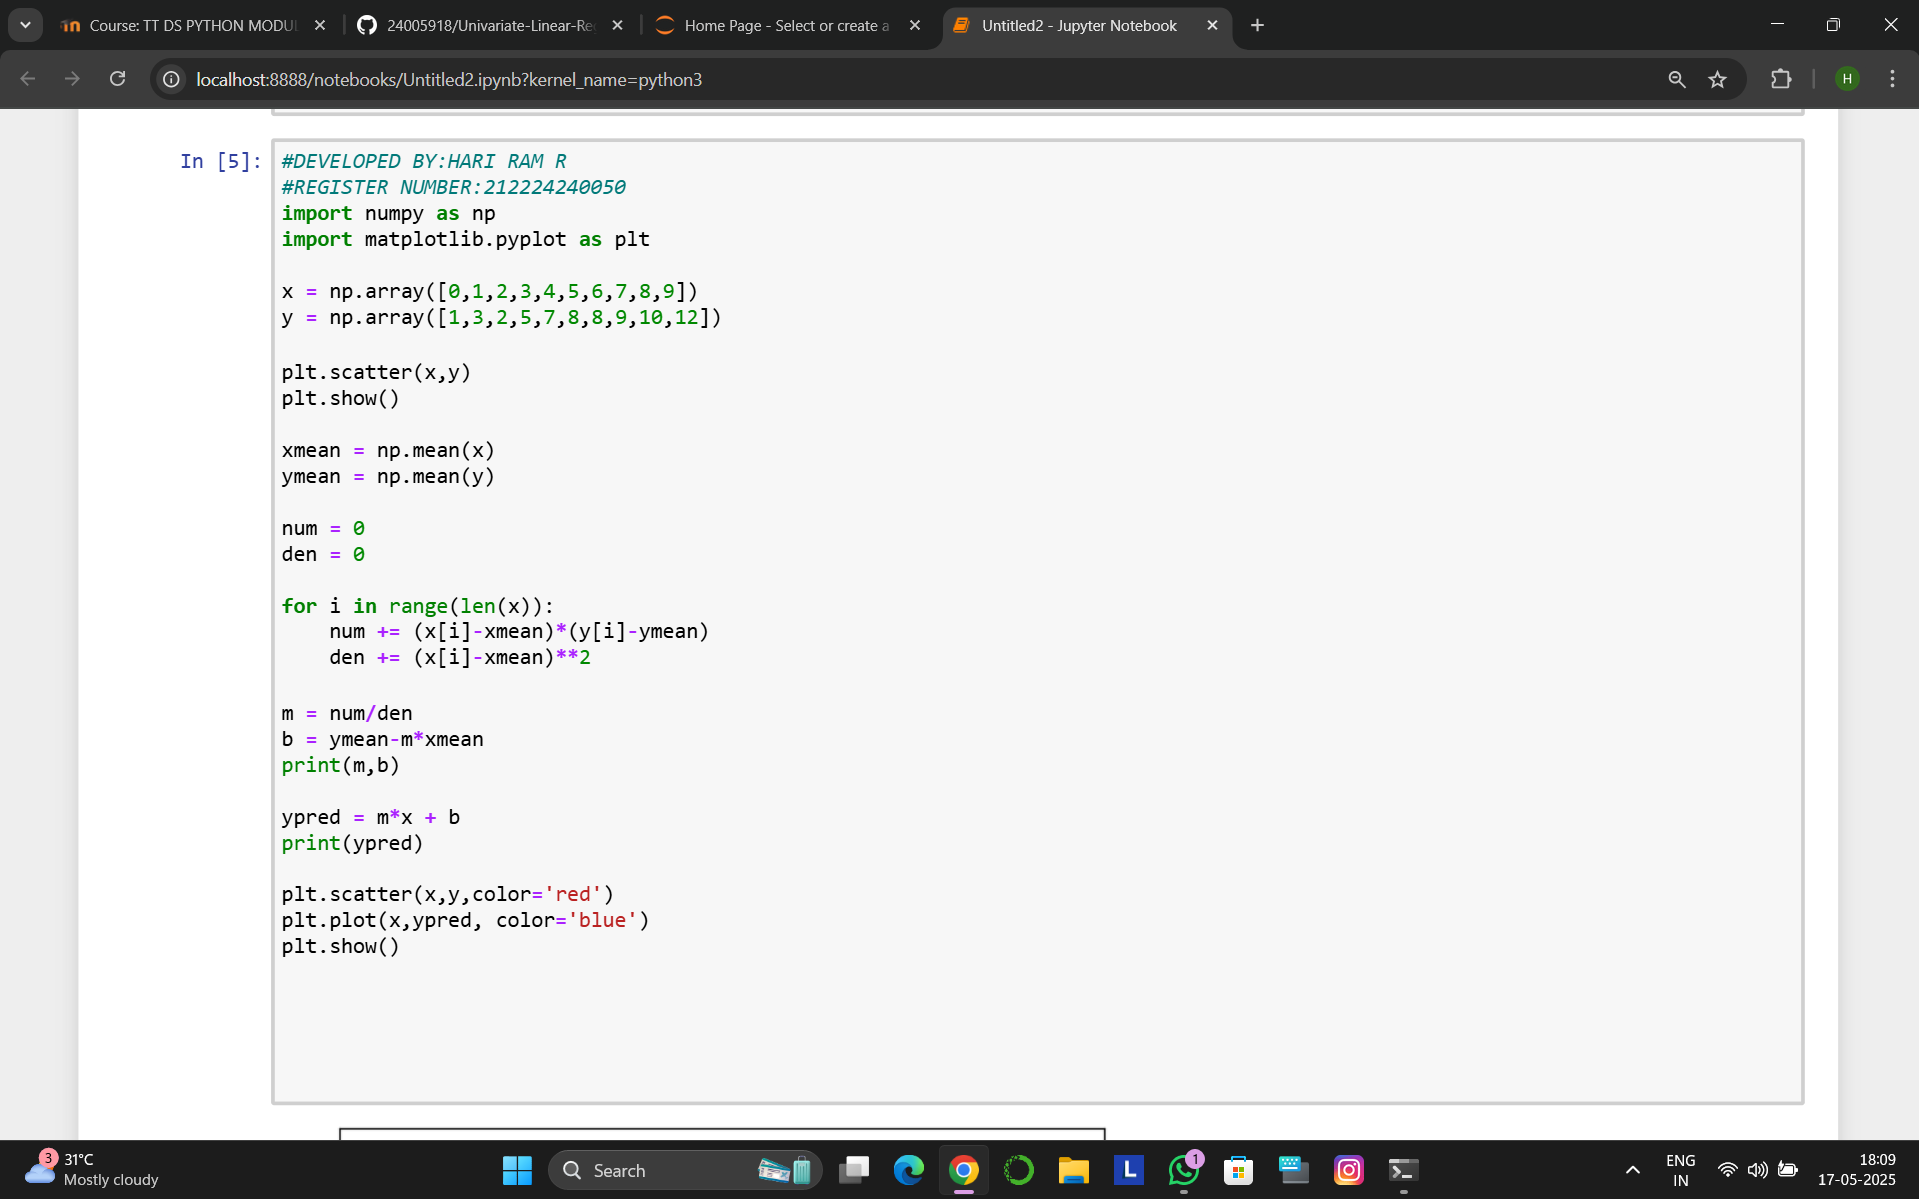 Course: TT DS PYTHON MODUL
24005918/Univariate-Linear-Re
Home Page - Select or create a
Untitled2 - Jupyter Notebook
localhost:8888/notebooks/Untitled2.ipynb?kernel_name=python3
H
In [5]:
#DEVELOPED BY:HARI RAM R
#REGISTER NUMBER:212224240050
import numpy as np
import matplotlib.pyplot as plt
x = np.array([0,1,2,3,4,5,6,7,8,9])
y = np.array([1,3,2,5,7,8,8,9,10,12])
plt.scatter(x,y)
plt.show()
xmean = np.mean(x)
ymean = np.mean(y)
num = 0
den = 0
for i in range(len(x)):
    num += (x[i]-xmean)*(y[i]-ymean)
    den += (x[i]-xmean)**2
m = num/den
b = ymean-m*xmean
print(m,b)
ypred = m*x + b
print(ypred)
plt.scatter(x,y,color='red')
plt.plot(x,ypred, color='blue')
plt.show()
3
31°C
Mostly cloudy
Search
L
1
ENG
IN
18:09
17-05-2025